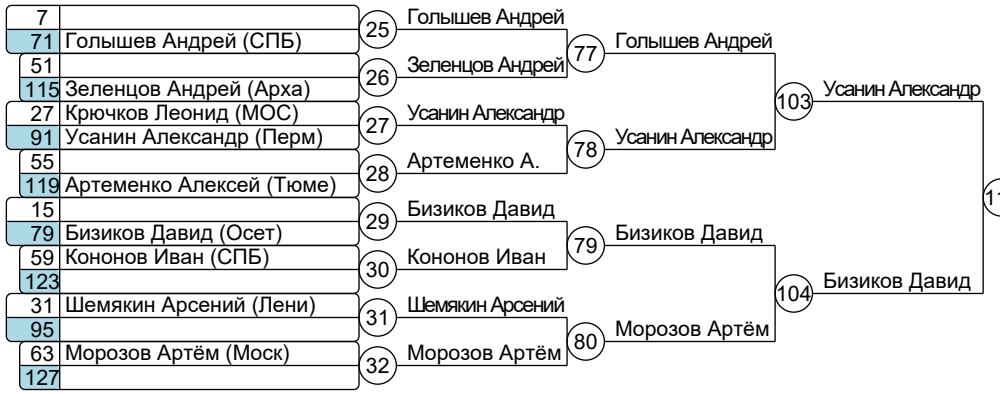 7
71 Голышев Андрей (СПБ)
25
Голышев Андрей
51
115 Зеленцов Андрей (Арха)
26
Зеленцов Андрей
77
Голышев Андрей
27 Крючков Леонид (МОС)
91 Усанин Александр (Перм)
27
Усанин Александр
55
119 Артеменко Алексей (Тюме)
28
Артеменко А.
78
Усанин Александр
103
Усанин Александр
15
79 Бизиков Давид (Осет)
29
Бизиков Давид
59 Кононов Иван (СПБ)
123
30
Кононов Иван
79
Бизиков Давид
31 Шемякин Арсений (Лени)
95
31
Шемякин Арсений
63 Морозов Артём (Моск)
127
32
Морозов Артём
80
Морозов Артём
104
Бизиков Давид